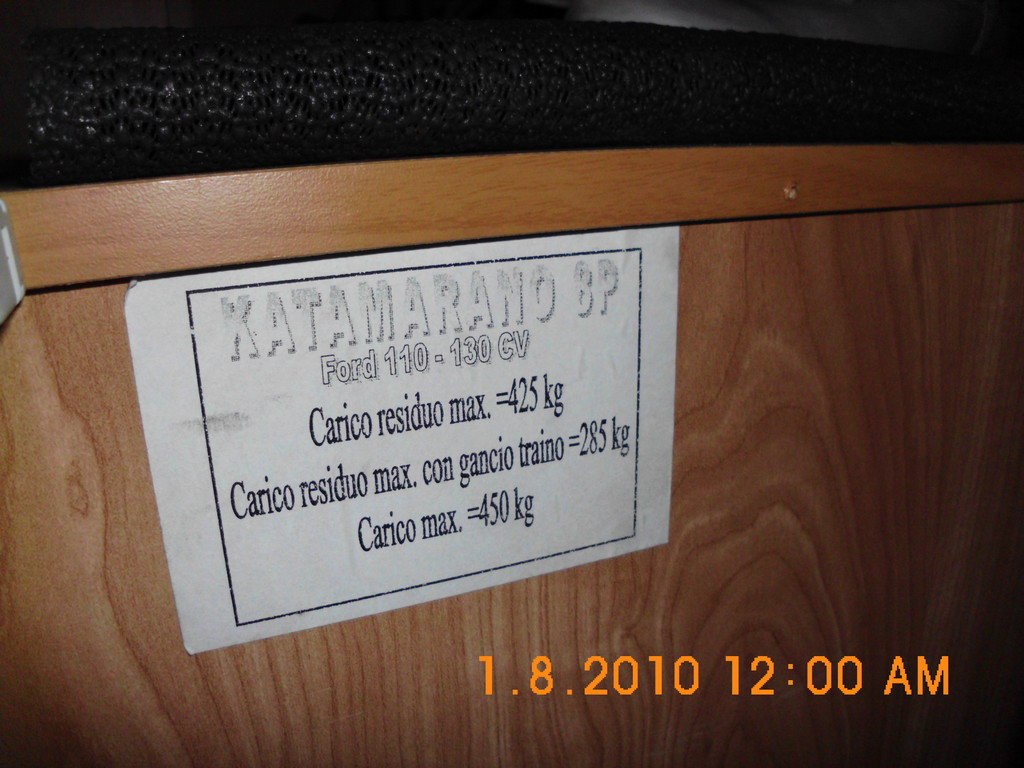 KATAMARANO 8P
Ford 110 - 130 CV
Carico residuo max. =425 kg
Carico residuo max. con gancio traino =285 kg
Carico max. =450 kg
1.8.2010 12:00 AM